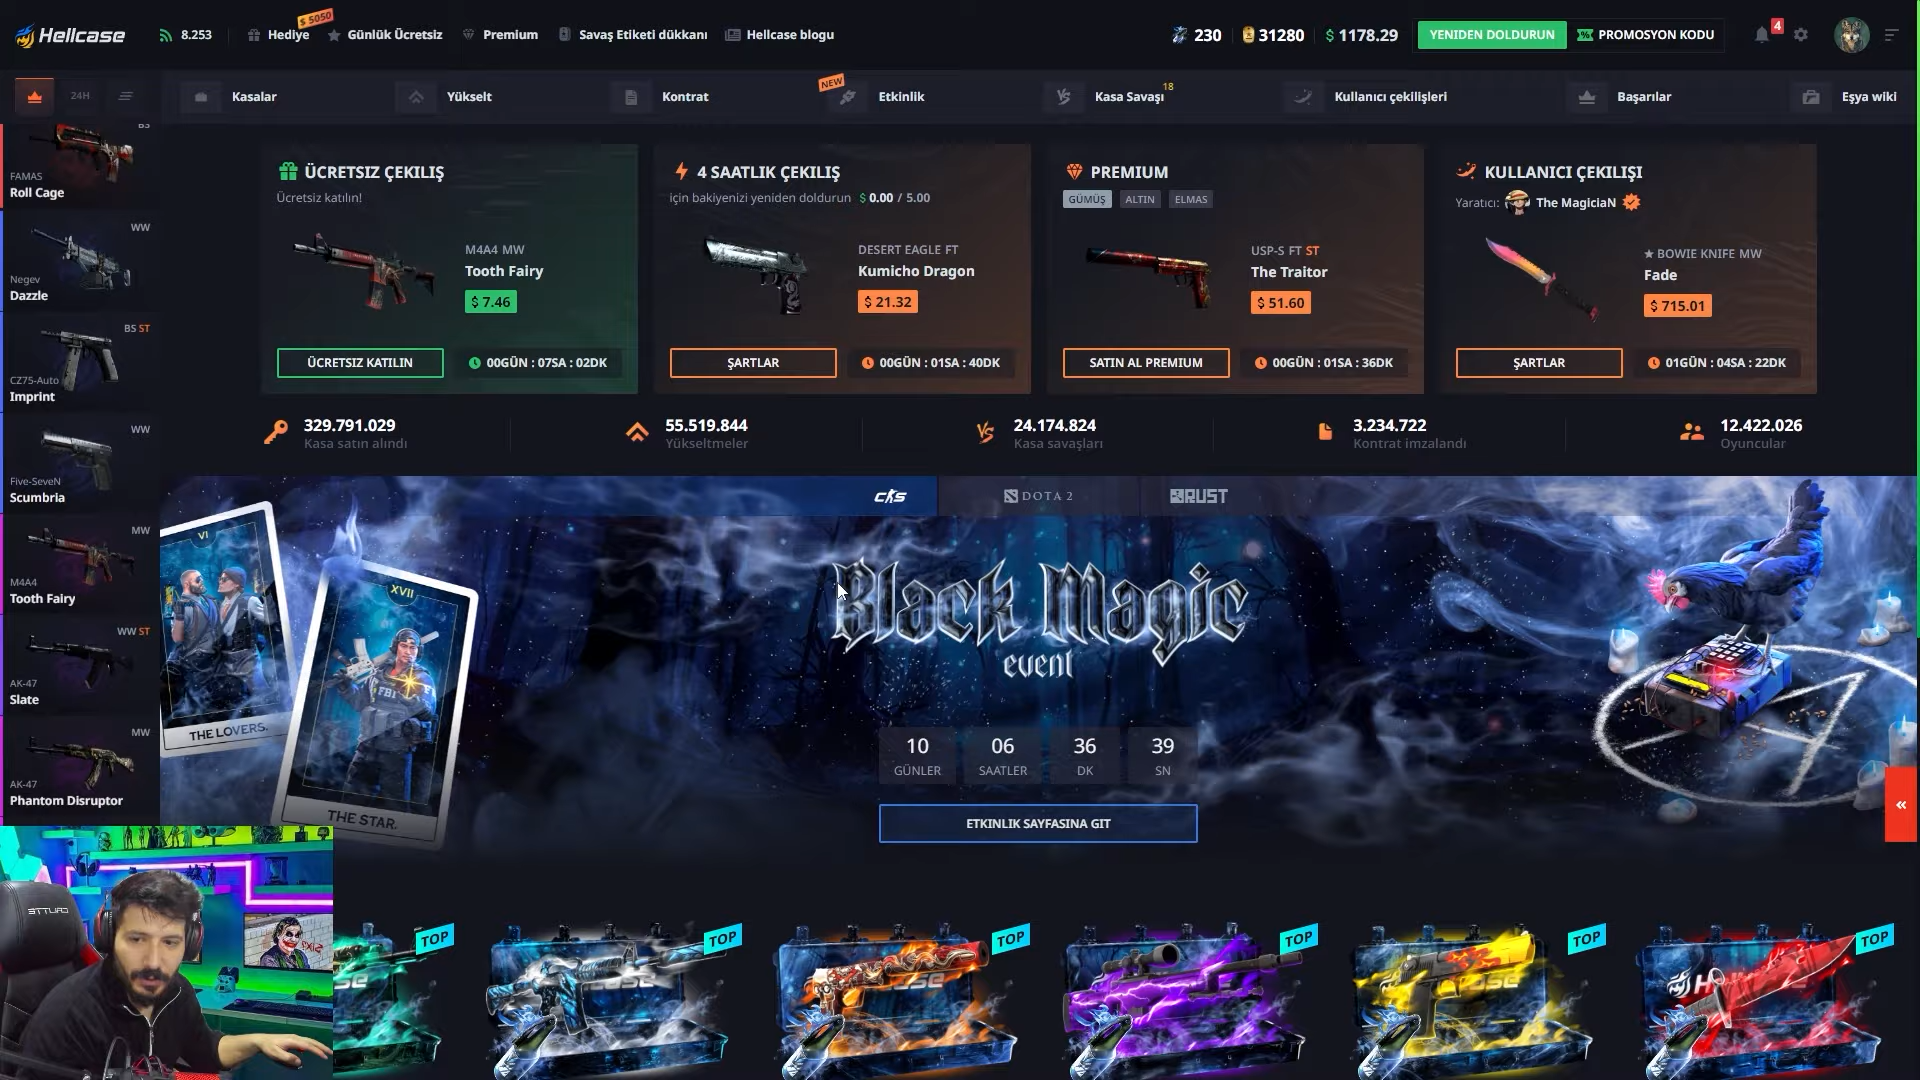 Hellcase
8.253
Hediye
$ 5050
Günlük Ücretsiz
Premium
Savaş Etiketi dükkanı
Hellcase blogu
230
31280
$ 1178.29
YENIDEN DOLDURUN
PROMOSYON KODU
4
24H
Kasalar
Yükselt
Kontrat
NEW
Etkinlik
Kasa Savaşı
18
Kullanıcı çekilişleri
Başarılar
Eşya wiki
BS
FAMAS
Roll Cage
WW
Negev
Dazzle
BS ST
CZ75-Auto
Imprint
WW
Five-SeveN
Scumbria
MW
M4A4
Tooth Fairy
WW ST
AK-47
Slate
MW
AK-47
Phantom Disruptor
ÜCRETSIZ ÇEKILIŞ
Ücretsiz katılın!
M4A4 MW
Tooth Fairy
$ 7.46
ÜCRETSIZ KATILIN
00GÜN : 07SA : 02DK
4 SAATLIK ÇEKILIŞ
için bakiyenizi yeniden doldurun $ 0.00 / 5.00
DESERT EAGLE FT
Kumicho Dragon
$ 21.32
ŞARTLAR
00GÜN : 01SA : 40DK
PREMIUM
GÜMÜŞ
ALTIN
ELMAS
USP-S FT ST
The Traitor
$ 51.60
SATIN AL PREMIUM
00GÜN : 01SA : 36DK
KULLANICI ÇEKILIŞI
Yaratıcı: The MagiciaN
★ BOWIE KNIFE MW
Fade
$ 715.01
ŞARTLAR
01GÜN : 04SA : 22DK
329.791.029
Kasa satın alındı
55.519.844
Yükseltmeler
24.174.824
Kasa savaşları
3.234.722
Kontrat imzalandı
12.422.026
Oyuncular
DOTA 2
RUST
VI
THE LOVERS.
XVII
FBI
THE STAR.
Black Magic
event
10
GÜNLER
06
SAATLER
36
DK
39
SN
ETKINLIK SAYFASINA GIT
«
TOP
TOP
TOP
TOP
TOP
TOP